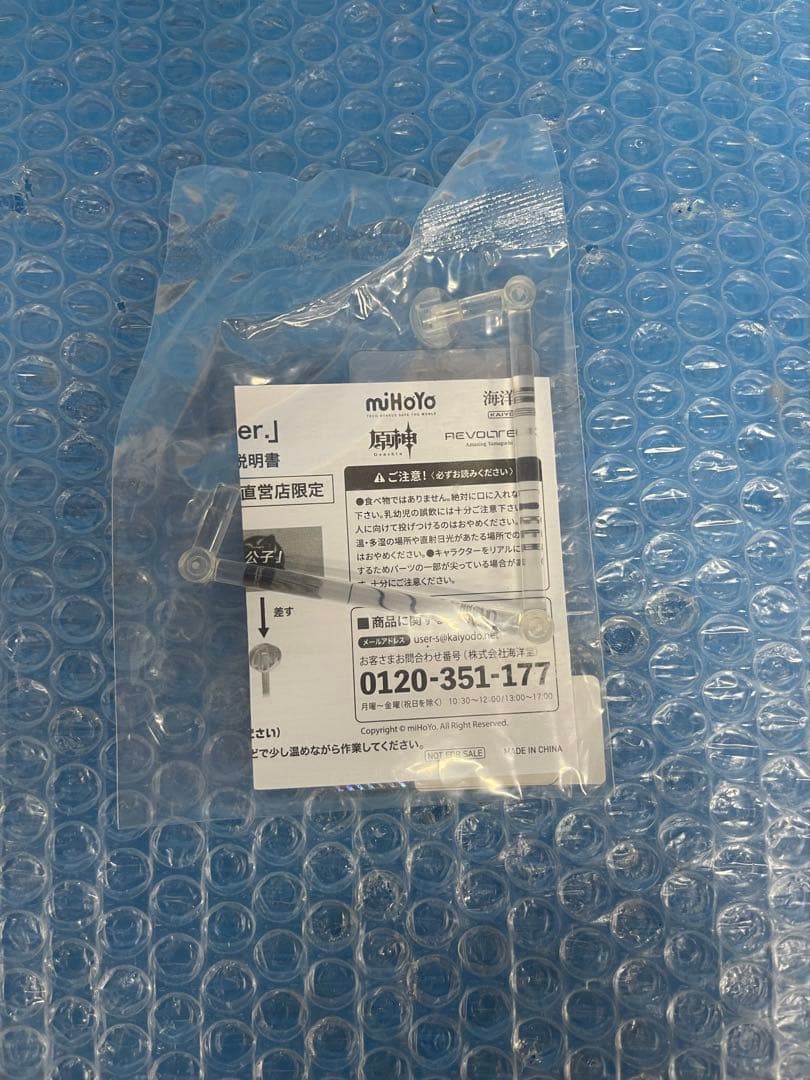 miHoYo
TECH OTAKUS SAVE THE WORLD
海洋
KAIYO
原神
Genshin
REVOLTE
Amazing Yamaguchi
er.」
説明書
直営店限定
ご注意！〈必ずお読みください〉
●食べ物ではありません。絶対に口に入れな
下さい。乳幼児の誤飲には十分ご注意下さい
人に向けて投げつけるのはおやめください。
温・多湿の場所や直射日光があたる場所での
はおやめください。●キャラクターをリアルに
するためパーツの一部が尖っている場合が
す。十分にご注意ください。
公子」
差す
■商品に関す
メールアドレス user-s@kaiyodo.net
お客さまお問合わせ番号（株式会社海洋堂）
0120-351-177
月曜〜金曜（祝日を除く） 10:30〜12:00/13:00〜17:00
Copyright © miHoYo. All Right Reserved.
ださい）
どで少し温めながら作業してください。
NOT FOR SALE
MADE IN CHINA